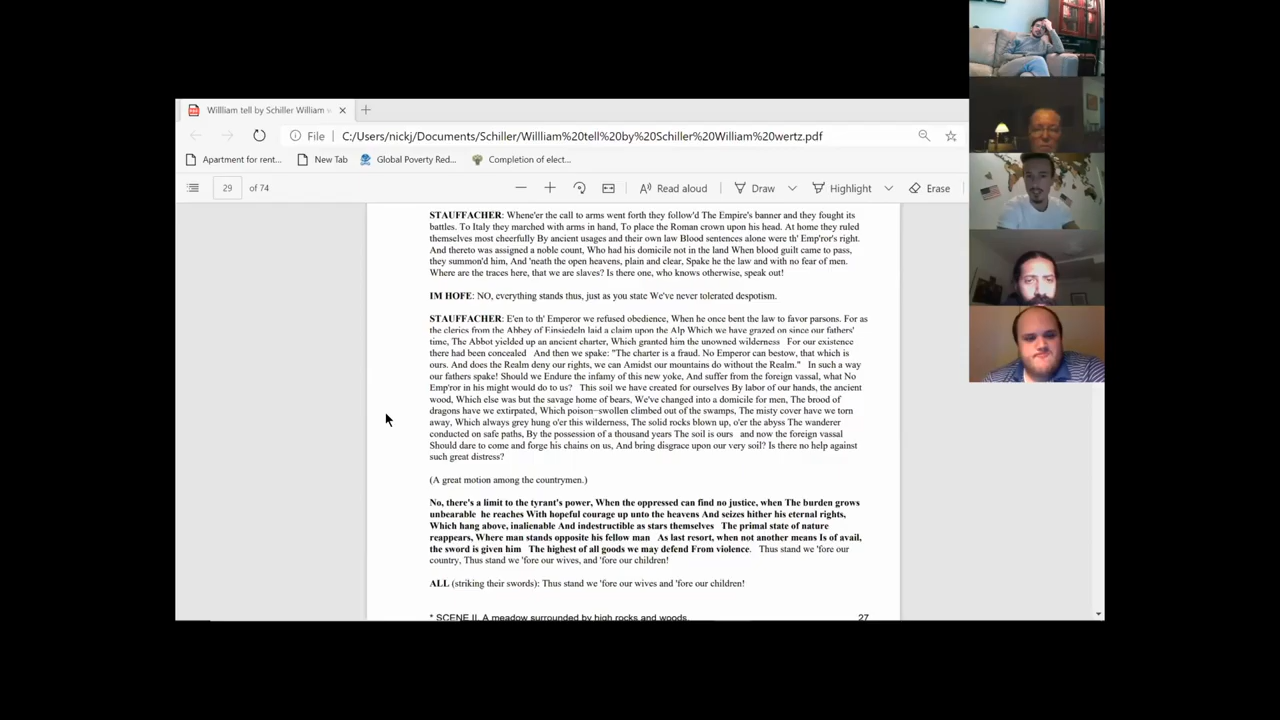 Willliam tell by Schiller William w
File C:/Users/nickj/Documents/Schiller/Willliam%20tell%20by%20Schiller%20William%20wertz.pdf
Apartment for rent... New Tab Global Poverty Red... Completion of elect...
29 of 74 Read aloud Draw Highlight Erase
STAUFFACHER: Whene'er the call to arms went forth they follow'd The Empire's banner and they fought its
battles. To Italy they marched with arms in hand, To place the Roman crown upon his head. At home they ruled
themselves most cheerfully By ancient usages and their own law Blood sentences alone were th' Emp'ror's right.
And thereto was assigned a noble count, Who had his domicile not in the land When blood guilt came to pass,
they summon'd him, And 'neath the open heavens, plain and clear, Spake he the law and with no fear of men.
Where are the traces here, that we are slaves? Is there one, who knows otherwise, speak out!
IM HOFE: NO, everything stands thus, just as you state We've never tolerated despotism.
STAUFFACHER: E'en to th' Emperor we refused obedience, When he once bent the law to favor parsons. For as
the clerics from the Abbey of Einsiedeln laid a claim upon the Alp Which we have grazed on since our fathers'
time, The Abbot yielded up an ancient charter, Which granted him the unowned wilderness For our existence
there had been concealed And then we spake: "The charter is a fraud. No Emperor can bestow, that which is
ours. And does the Realm deny our rights, we can Amidst our mountains do without the Realm." In such a way
our fathers spake! Should we Endure the infamy of this new yoke, And suffer from the foreign vassal, what No
Emp'ror in his might would do to us? This soil we have created for ourselves By labor of our hands, the ancient
wood, Which else was but the savage home of bears, We've changed into a domicile for men, The brood of
dragons have we extirpated, Which poison-swollen climbed out of the swamps, The misty cover have we torn
away, Which always grey hung o'er this wilderness, The solid rocks blown up, o'er the abyss The wanderer
conducted on safe paths, By the possession of a thousand years The soil is ours and now the foreign vassal
Should dare to come and forge his chains on us, And bring disgrace upon our very soil? Is there no help against
such great distress?
(A great motion among the countrymen.)
No, there's a limit to the tyrant's power, When the oppressed can find no justice, when The burden grows
unbearable he reaches With hopeful courage up unto the heavens And seizes hither his eternal rights,
Which hang above, inalienable And indestructible as stars themselves The primal state of nature
reappears, Where man stands opposite his fellow man As last resort, when not another means Is of avail,
the sword is given him The highest of all goods we may defend From violence. Thus stand we 'fore our
country, Thus stand we 'fore our wives, and 'fore our children!
ALL (striking their swords): Thus stand we 'fore our wives and 'fore our children!
* SCENE II. A meadow surrounded by high rocks and woods. 27